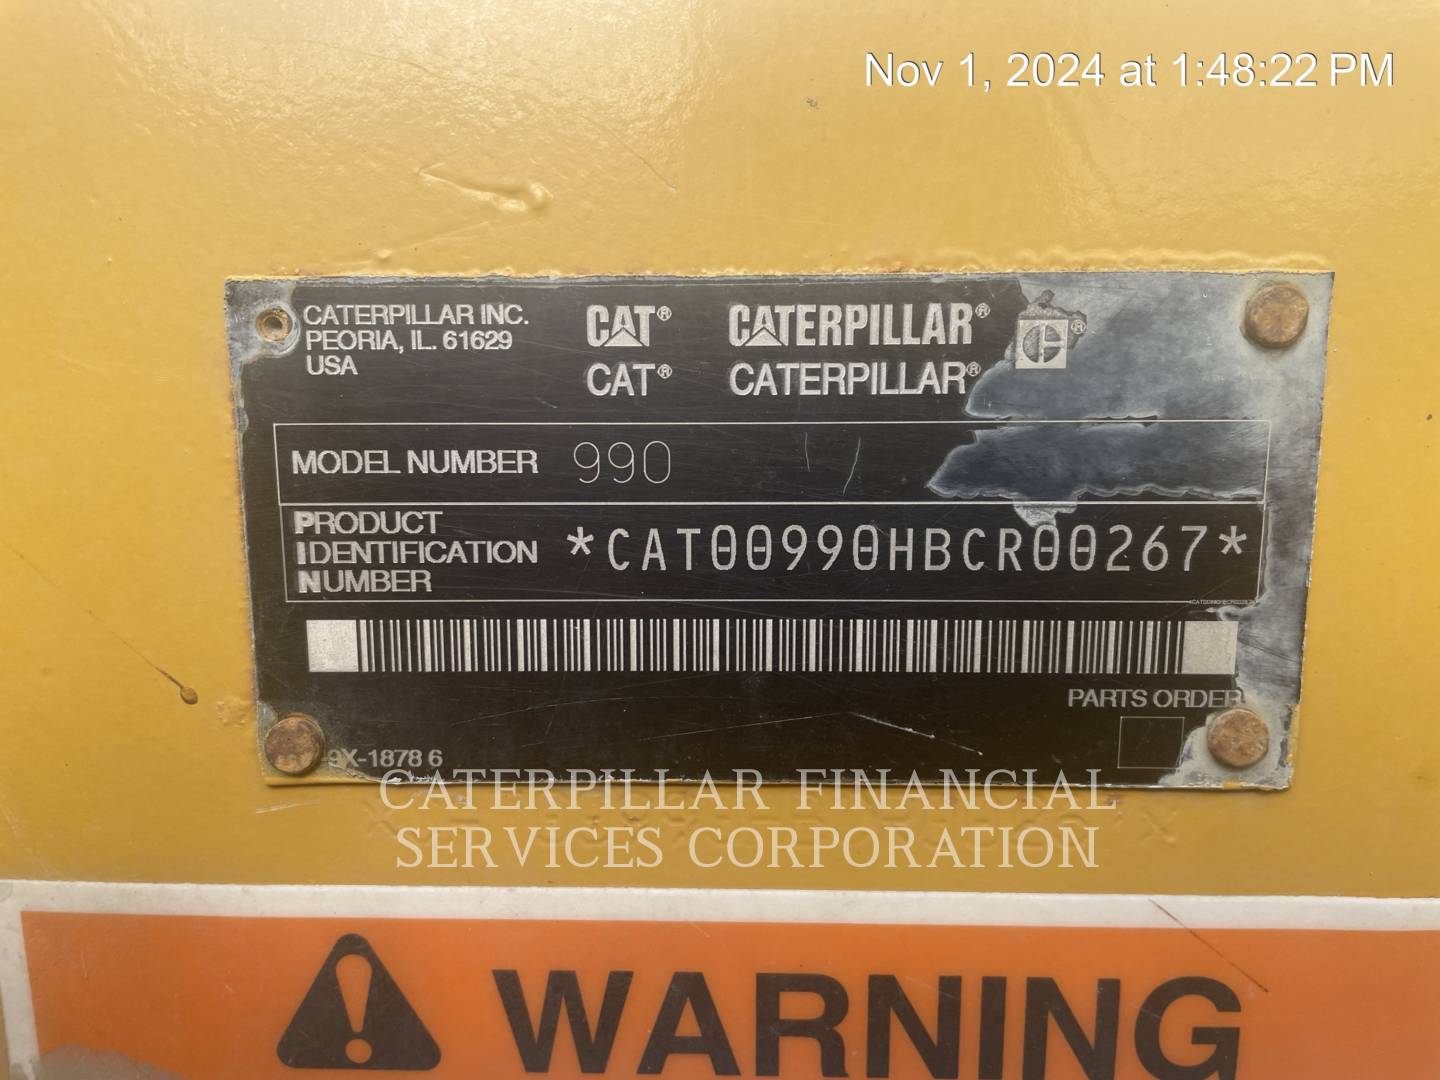 Nov 1, 2024 at 1:48:22 PM
CATERPILLAR INC.
PEORIA, IL. 61629
USA
CAT® CATERPILLAR® ®
CAT® CATERPILLAR®
MODEL NUMBER 990
PRODUCT
IDENTIFICATION
NUMBER
*CAT00990HBCR00267*
PARTS ORDER
9X-1878 6
CATERPILLAR FINANCIAL
SERVICES CORPORATION
WARNING